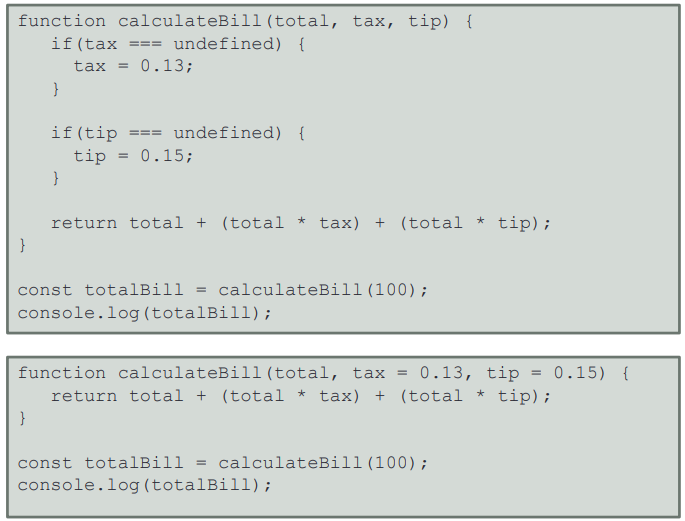 function calculateBill(total, tax, tip) {
   if(tax === undefined) {
     tax = 0.13;
   }

   if(tip === undefined) {
     tip = 0.15;
   }

   return total + (total * tax) + (total * tip);
}

const totalBill = calculateBill(100);
console.log(totalBill);

function calculateBill(total, tax = 0.13, tip = 0.15) {
   return total + (total * tax) + (total * tip);
}

const totalBill = calculateBill(100);
console.log(totalBill);